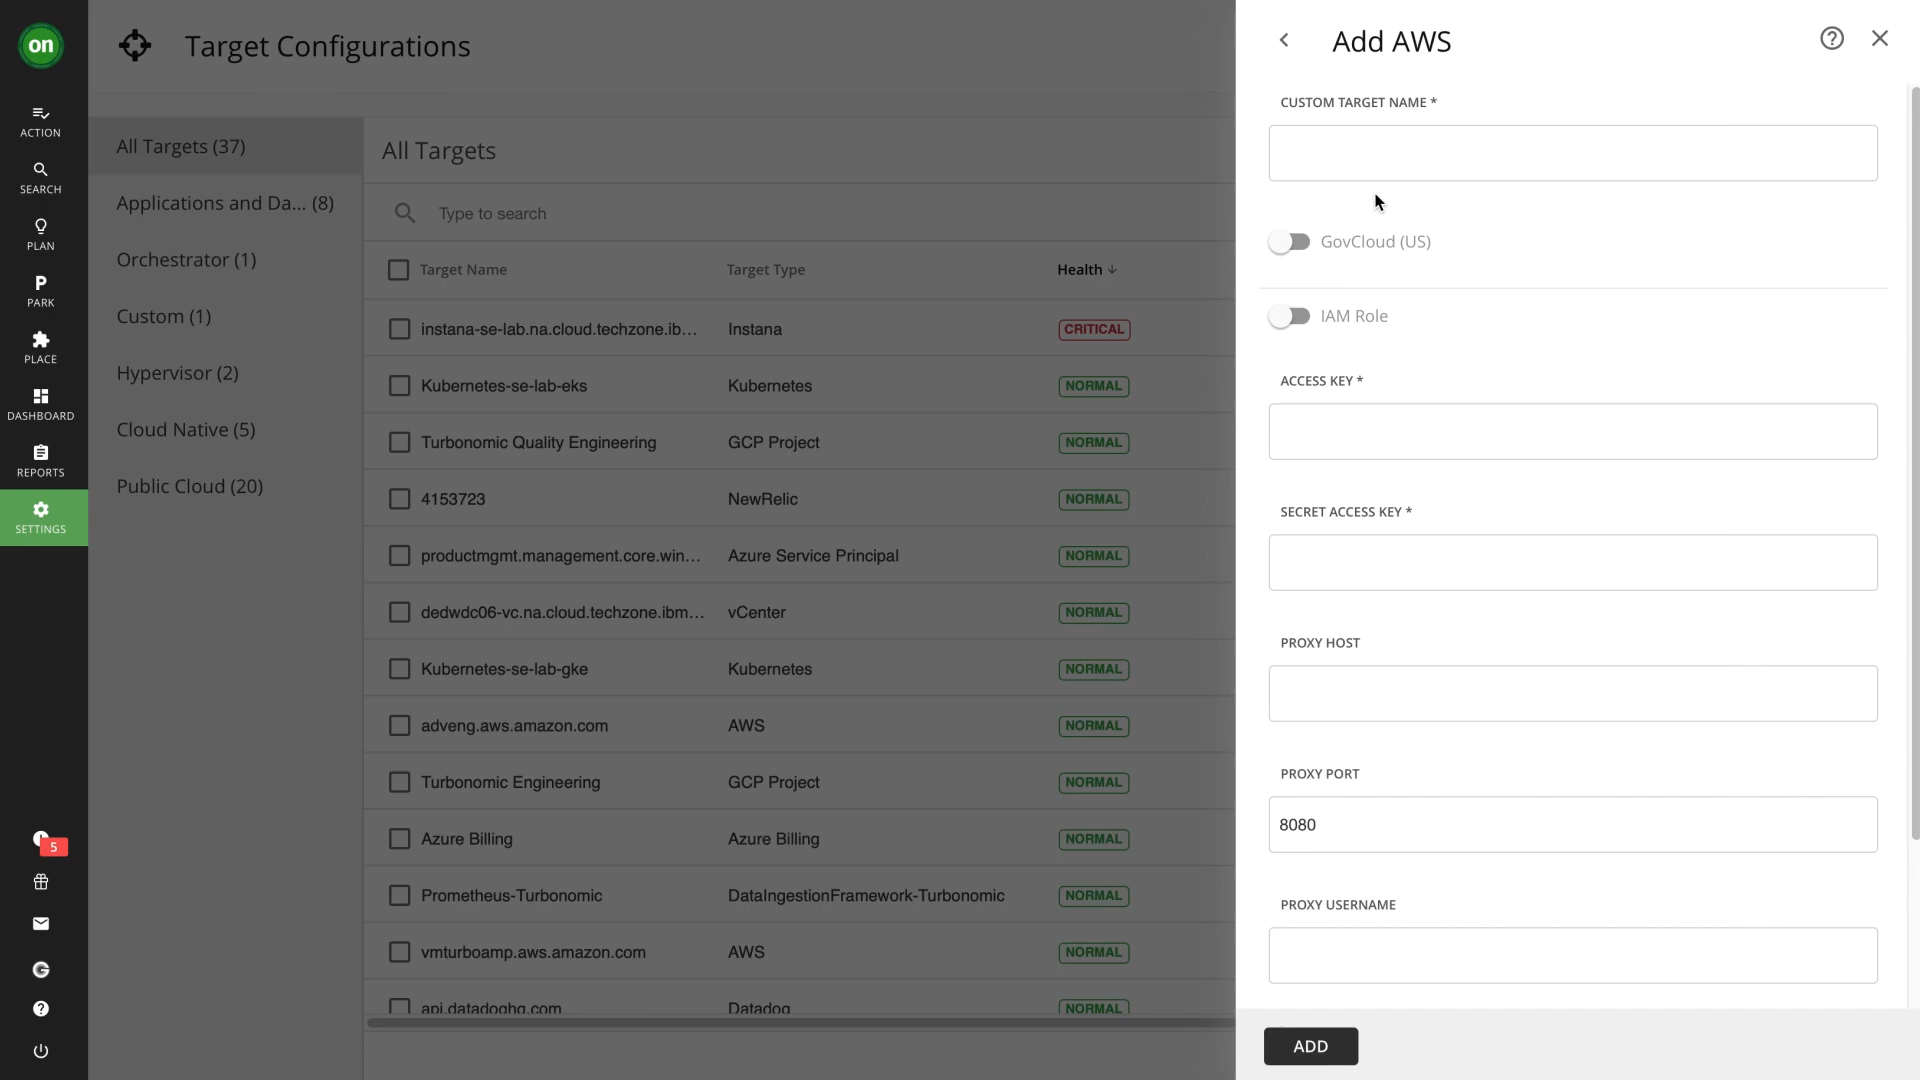 on
Target Configurations
ACTION
SEARCH
PLAN
P
PARK
PLACE
DASHBOARD
REPORTS
SETTINGS
5
G
?
All Targets (37)
Applications and Da... (8)
Orchestrator (1)
Custom (1)
Hypervisor (2)
Cloud Native (5)
Public Cloud (20)
All Targets
Type to search
Target Name Target Type Health
instana-se-lab.na.cloud.techzone.ib... Instana CRITICAL
Kubernetes-se-lab-eks Kubernetes NORMAL
Turbonomic Quality Engineering GCP Project NORMAL
4153723 NewRelic NORMAL
productmgmt.management.core.win... Azure Service Principal NORMAL
dedwdc06-vc.na.cloud.techzone.ibm... vCenter NORMAL
Kubernetes-se-lab-gke Kubernetes NORMAL
adveng.aws.amazon.com AWS NORMAL
Turbonomic Engineering GCP Project NORMAL
Azure Billing Azure Billing NORMAL
Prometheus-Turbonomic DataIngestionFramework-Turbonomic NORMAL
vmturboamp.aws.amazon.com AWS NORMAL
api.datadoghq.com Datadog NORMAL
Add AWS
?
CUSTOM TARGET NAME *
GovCloud (US)
IAM Role
ACCESS KEY *
SECRET ACCESS KEY *
PROXY HOST
PROXY PORT
8080
PROXY USERNAME
ADD